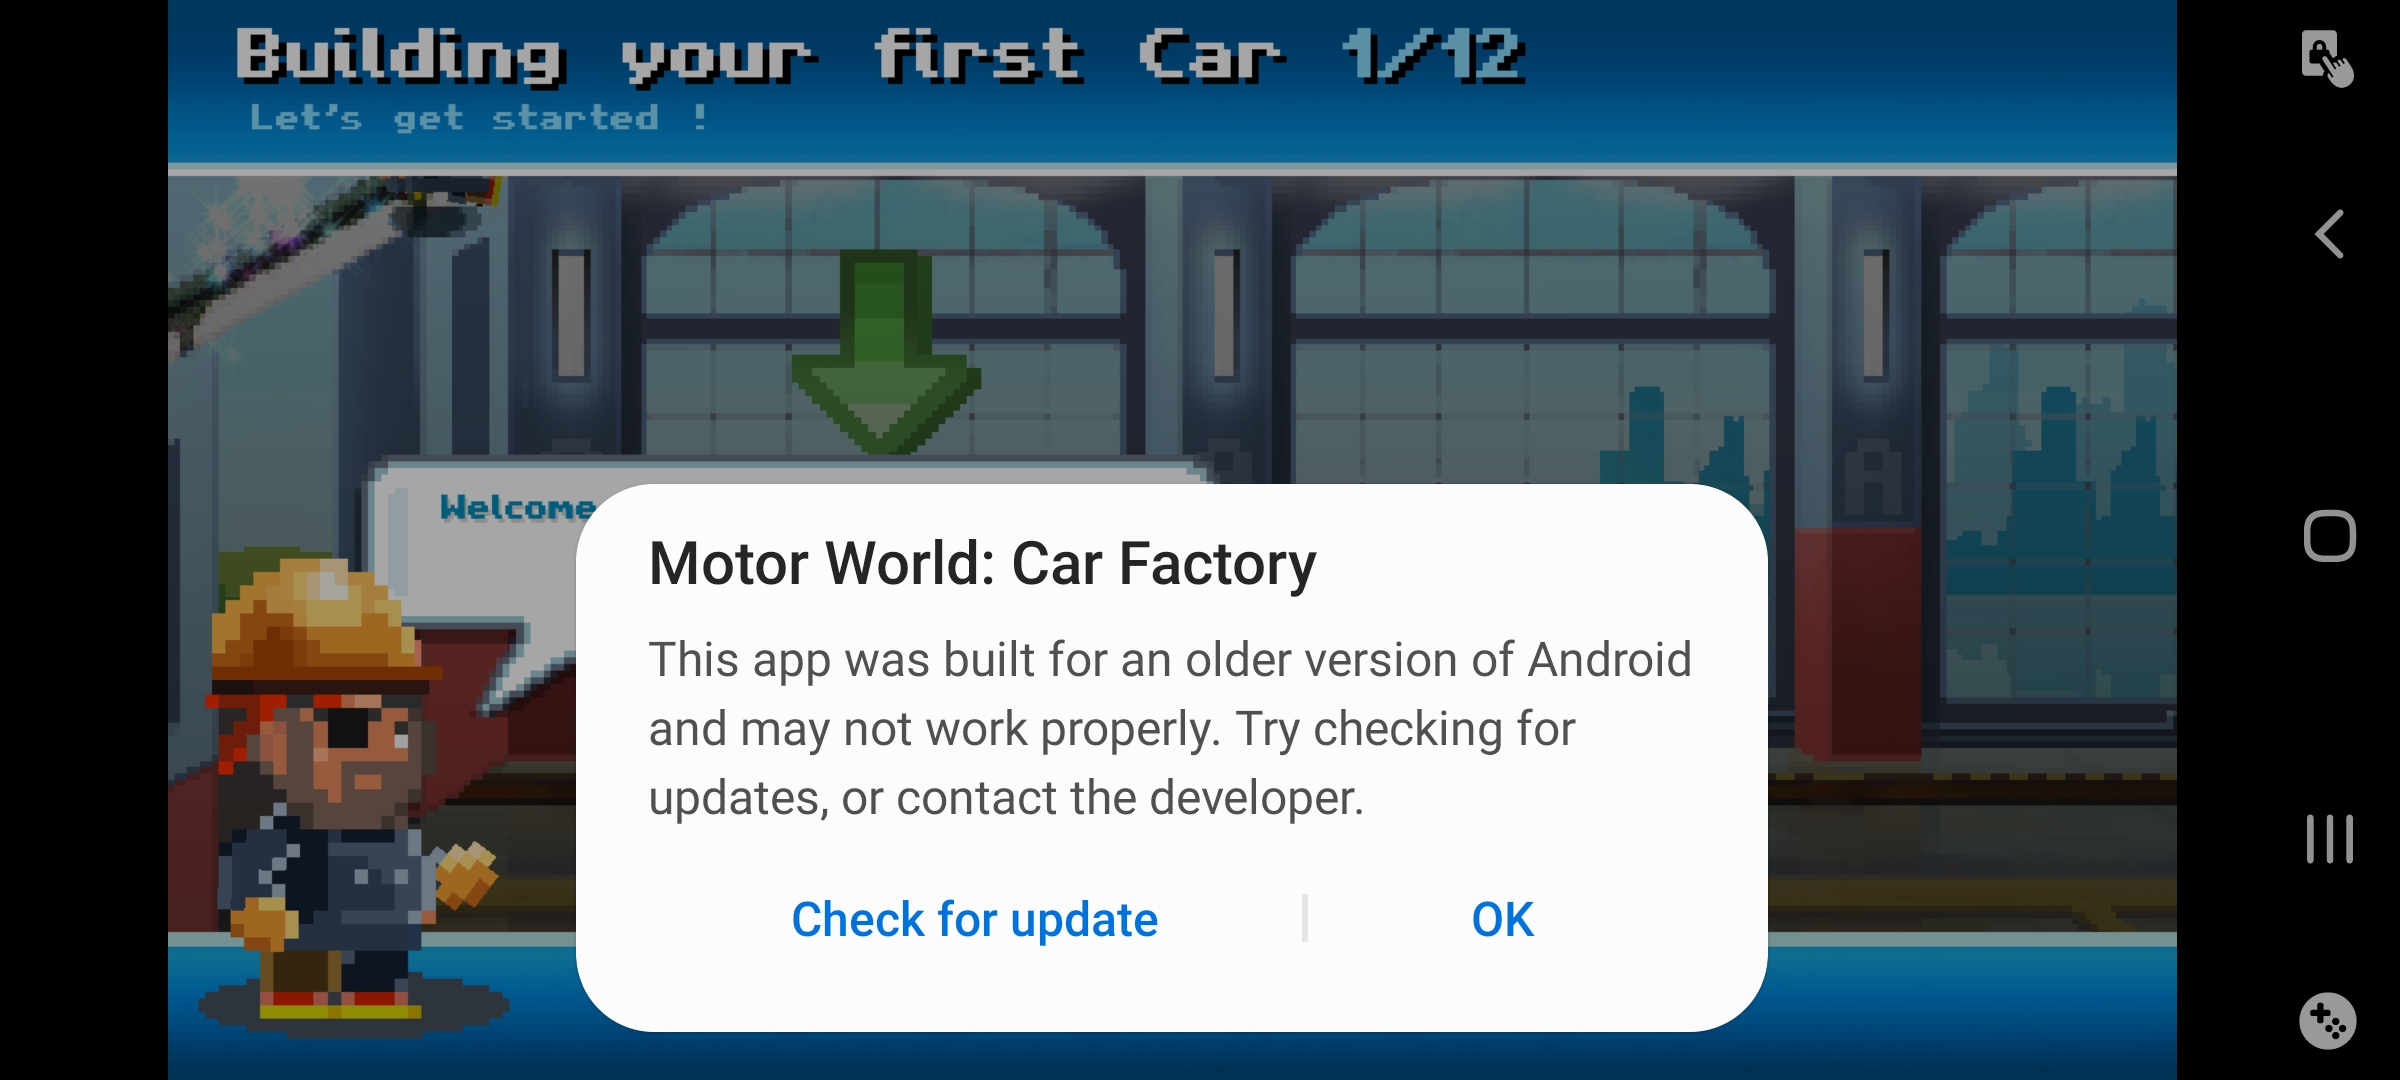 Building your first Car 1/12
Let's get started !
Welcome
Motor World: Car Factory
This app was built for an older version of Android
and may not work properly. Try checking for
updates, or contact the developer.
Check for update
OK